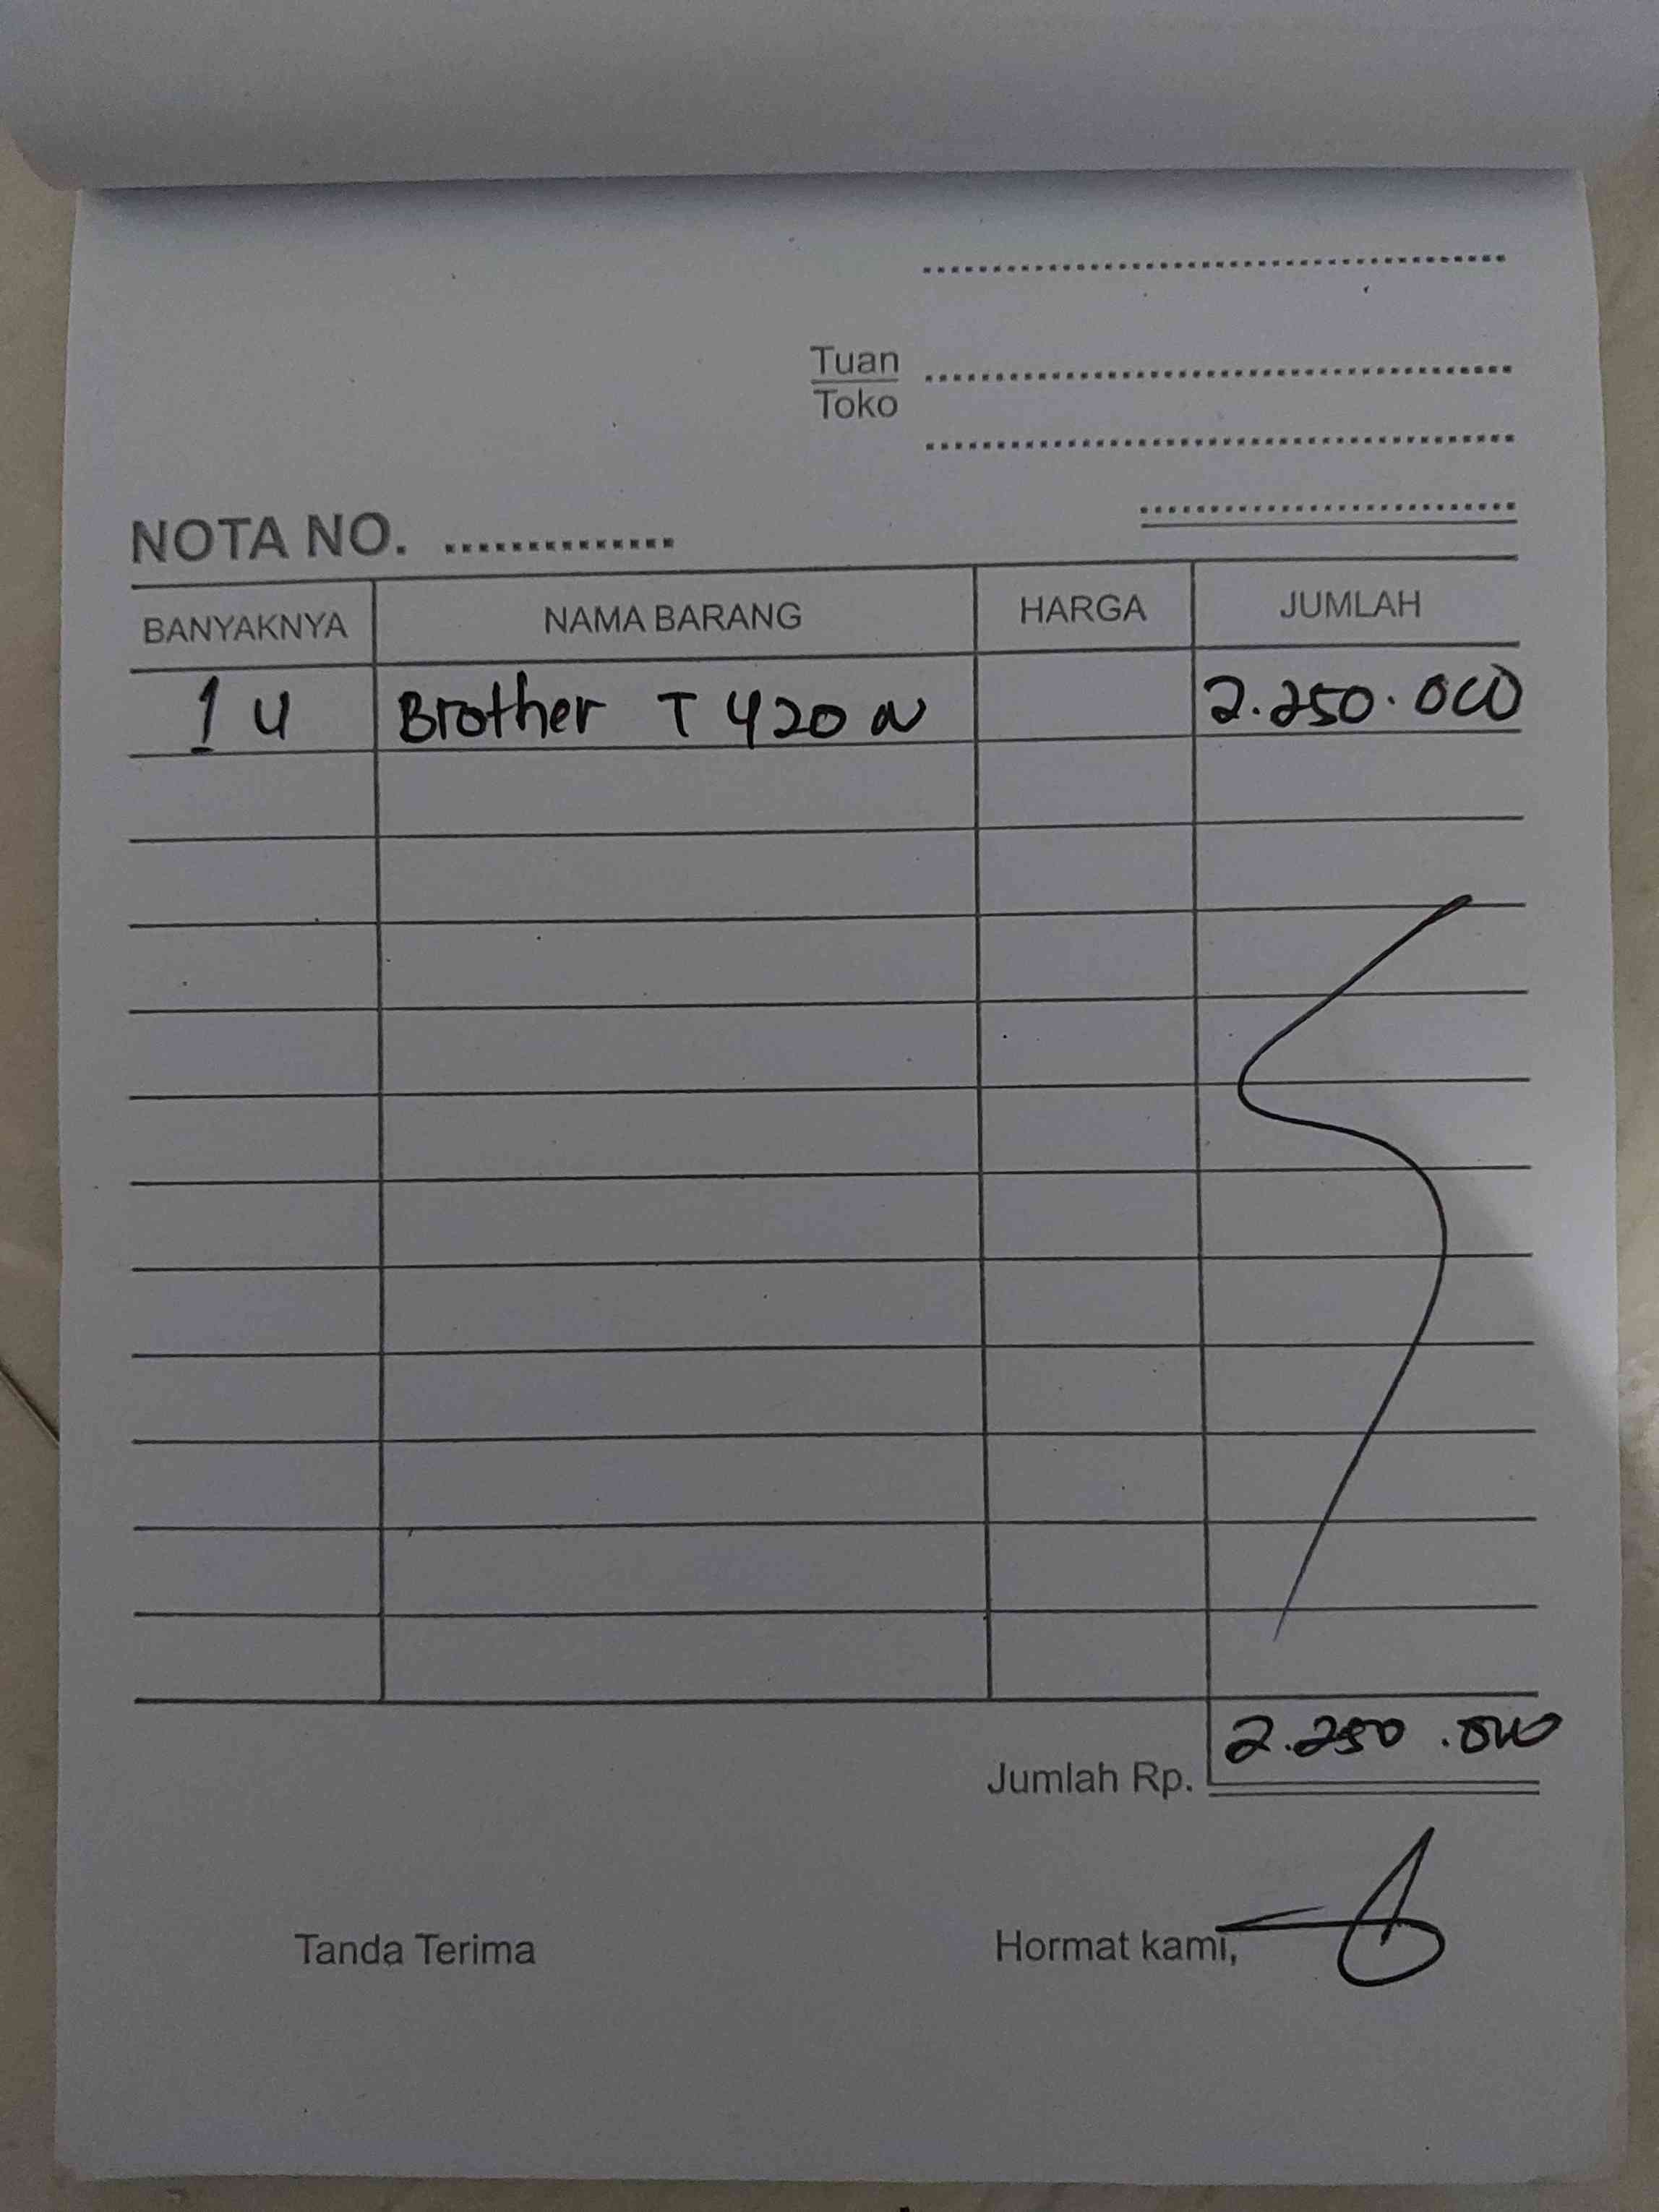 Tuan
Toko
NOTA NO. ..............
BANYAKNYA NAMA BARANG HARGA JUMLAH
1 U Brother T 420 W 2.250.000
Jumlah Rp. 2.250.000
Tanda Terima Hormat kami,